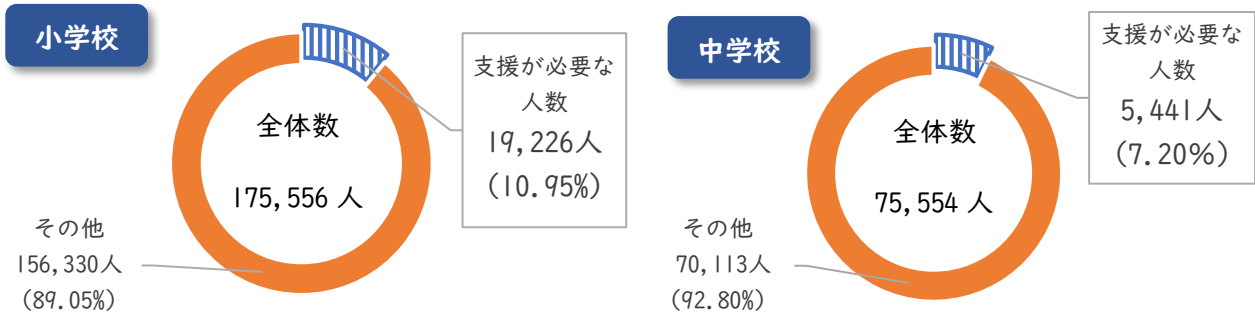 小学校
支援が必要な
人数
19,226人
(10.95%)
全体数
175,556 人
その他
156,330人
(89.05%)
中学校
支援が必要な
人数
5,441人
(7.20%)
全体数
75,554 人
その他
70,113人
(92.80%)